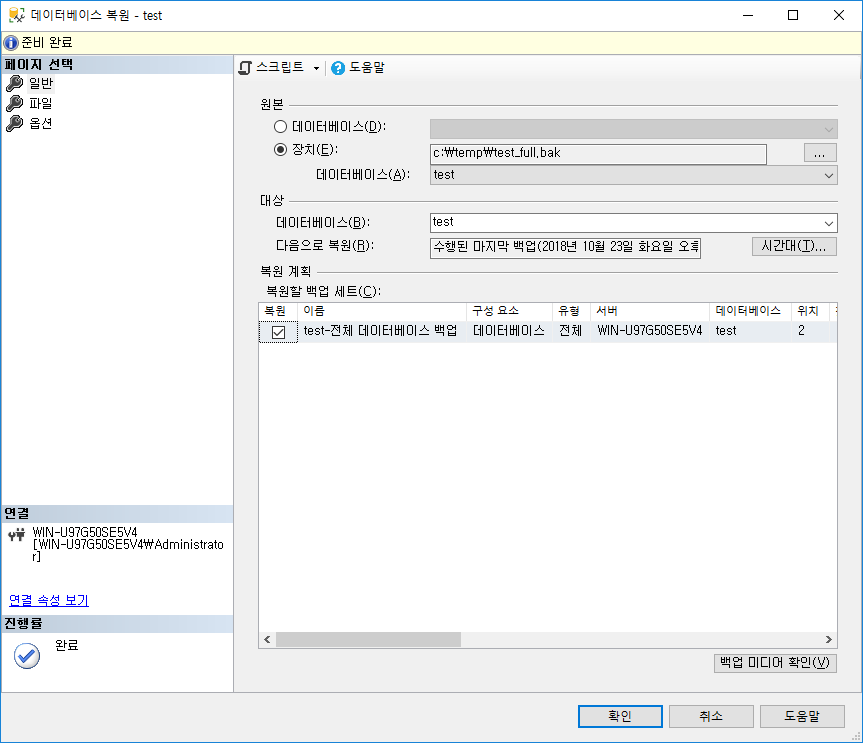 데이터베이스 복원 - test
준비 완료
페이지 선택
일반
파일
옵션
스크립트
도움말
원본
데이터베이스(D):
장치(E):
c:₩temp₩test_full.bak
...
데이터베이스(A):
test
대상
데이터베이스(B):
test
다음으로 복원(R):
수행된 마지막 백업(2018년 10월 23일 화요일 오후
시간대(T)...
복원 계획
복원할 백업 세트(C):
복원 이름 구성 요소 유형 서버 데이터베이스 위치
test-전체 데이터베이스 백업 데이터베이스 전체 WIN-U97G50SE5V4 test 2
연결
WIN-U97G50SE5V4
[WIN-U97G50SE5V4₩Administrato
r]
연결 속성 보기
진행률
완료
백업 미디어 확인(V)
확인
취소
도움말